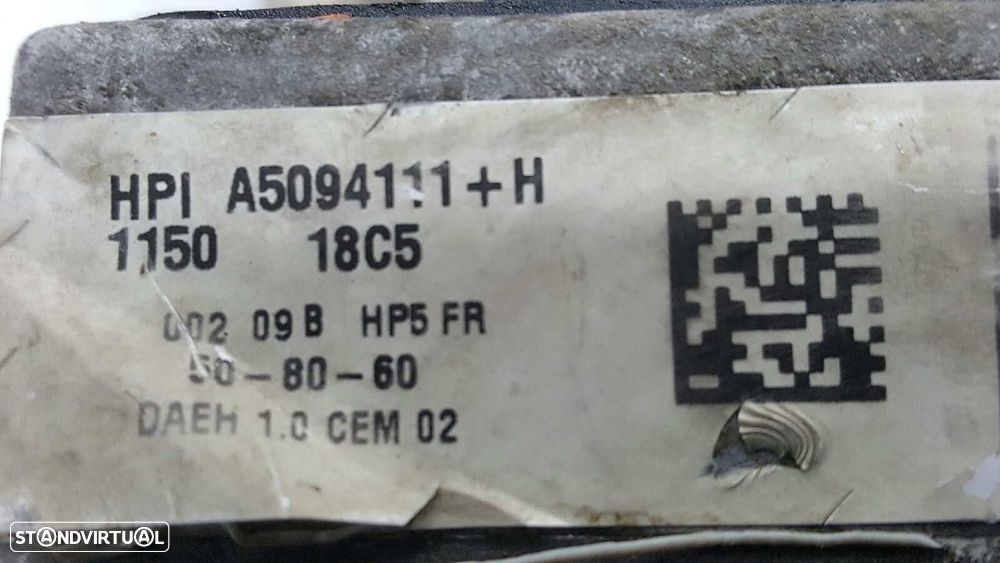 HPI A5094111+H
1150 18C5
002 09B HP5 FR
50-80-60
DAEH 1.0 CEM 02
STANDVIRTUAL